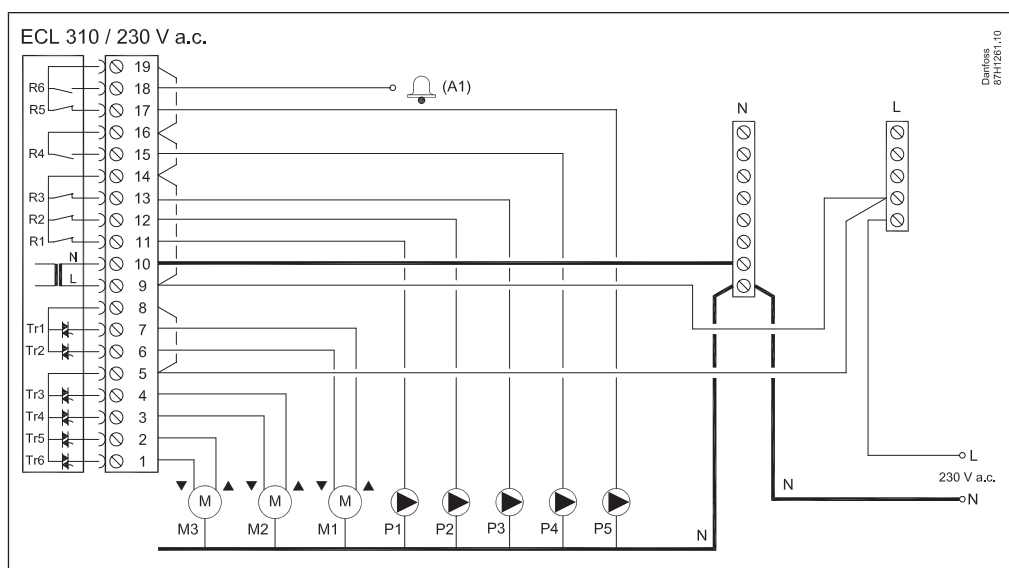 ECL 310 / 230 V a.c.
Danfoss
87H1261.10
19
R6 18 (A1)
R5 17
N L
16
R4 15
14
R3 13
R2 12
R1 11
N 10
L 9
8
Tr1 7
Tr2 6
5
Tr3 4
Tr4 3
Tr5 2
Tr6 1
L
230 V a.c.
N N
M M M
M3 M2 M1 P1 P2 P3 P4 P5 N